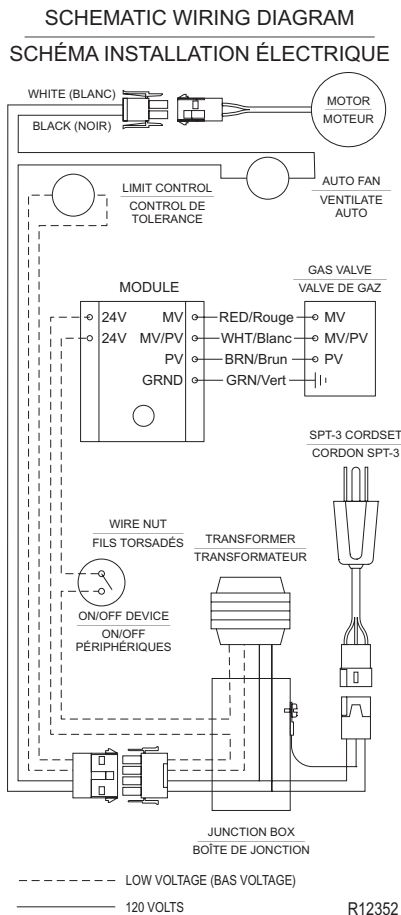 SCHEMATIC WIRING DIAGRAM
SCHÉMA INSTALLATION ÉLECTRIQUE
WHITE (BLANC)
BLACK (NOIR)
MOTOR
MOTEUR
LIMIT CONTROL
CONTROL DE
TOLERANCE
AUTO FAN
VENTILATE
AUTO
MODULE
GAS VALVE
VALVE DE GAZ
24V MV RED/Rouge MV
24V MV/PV WHT/Blanc MV/PV
PV BRN/Brun PV
GRND GRN/Vert
SPT-3 CORDSET
CORDON SPT-3
WIRE NUT
FILS TORSADÉS
TRANSFORMER
TRANSFORMATEUR
ON/OFF DEVICE
ON/OFF
PÉRIPHÉRIQUES
JUNCTION BOX
BOÎTE DE JONCTION
LOW VOLTAGE (BAS VOLTAGE)
120 VOLTS
R12352